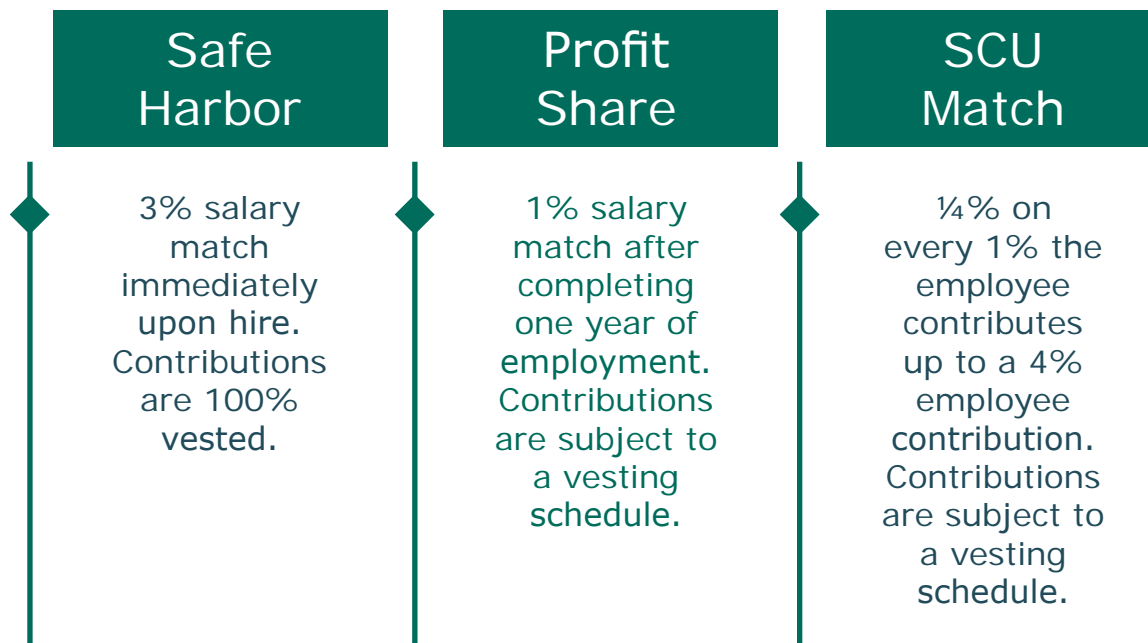 Safe
Harbor
3% salary
match
immediately
upon hire.
Contributions
are 100%
vested.
Profit
Share
1% salary
match after
completing
one year of
employment.
Contributions
are subject to
a vesting
schedule.
SCU
Match
¼% on
every 1% the
employee
contributes
up to a 4%
employee
contribution.
Contributions
are subject to
a vesting
schedule.